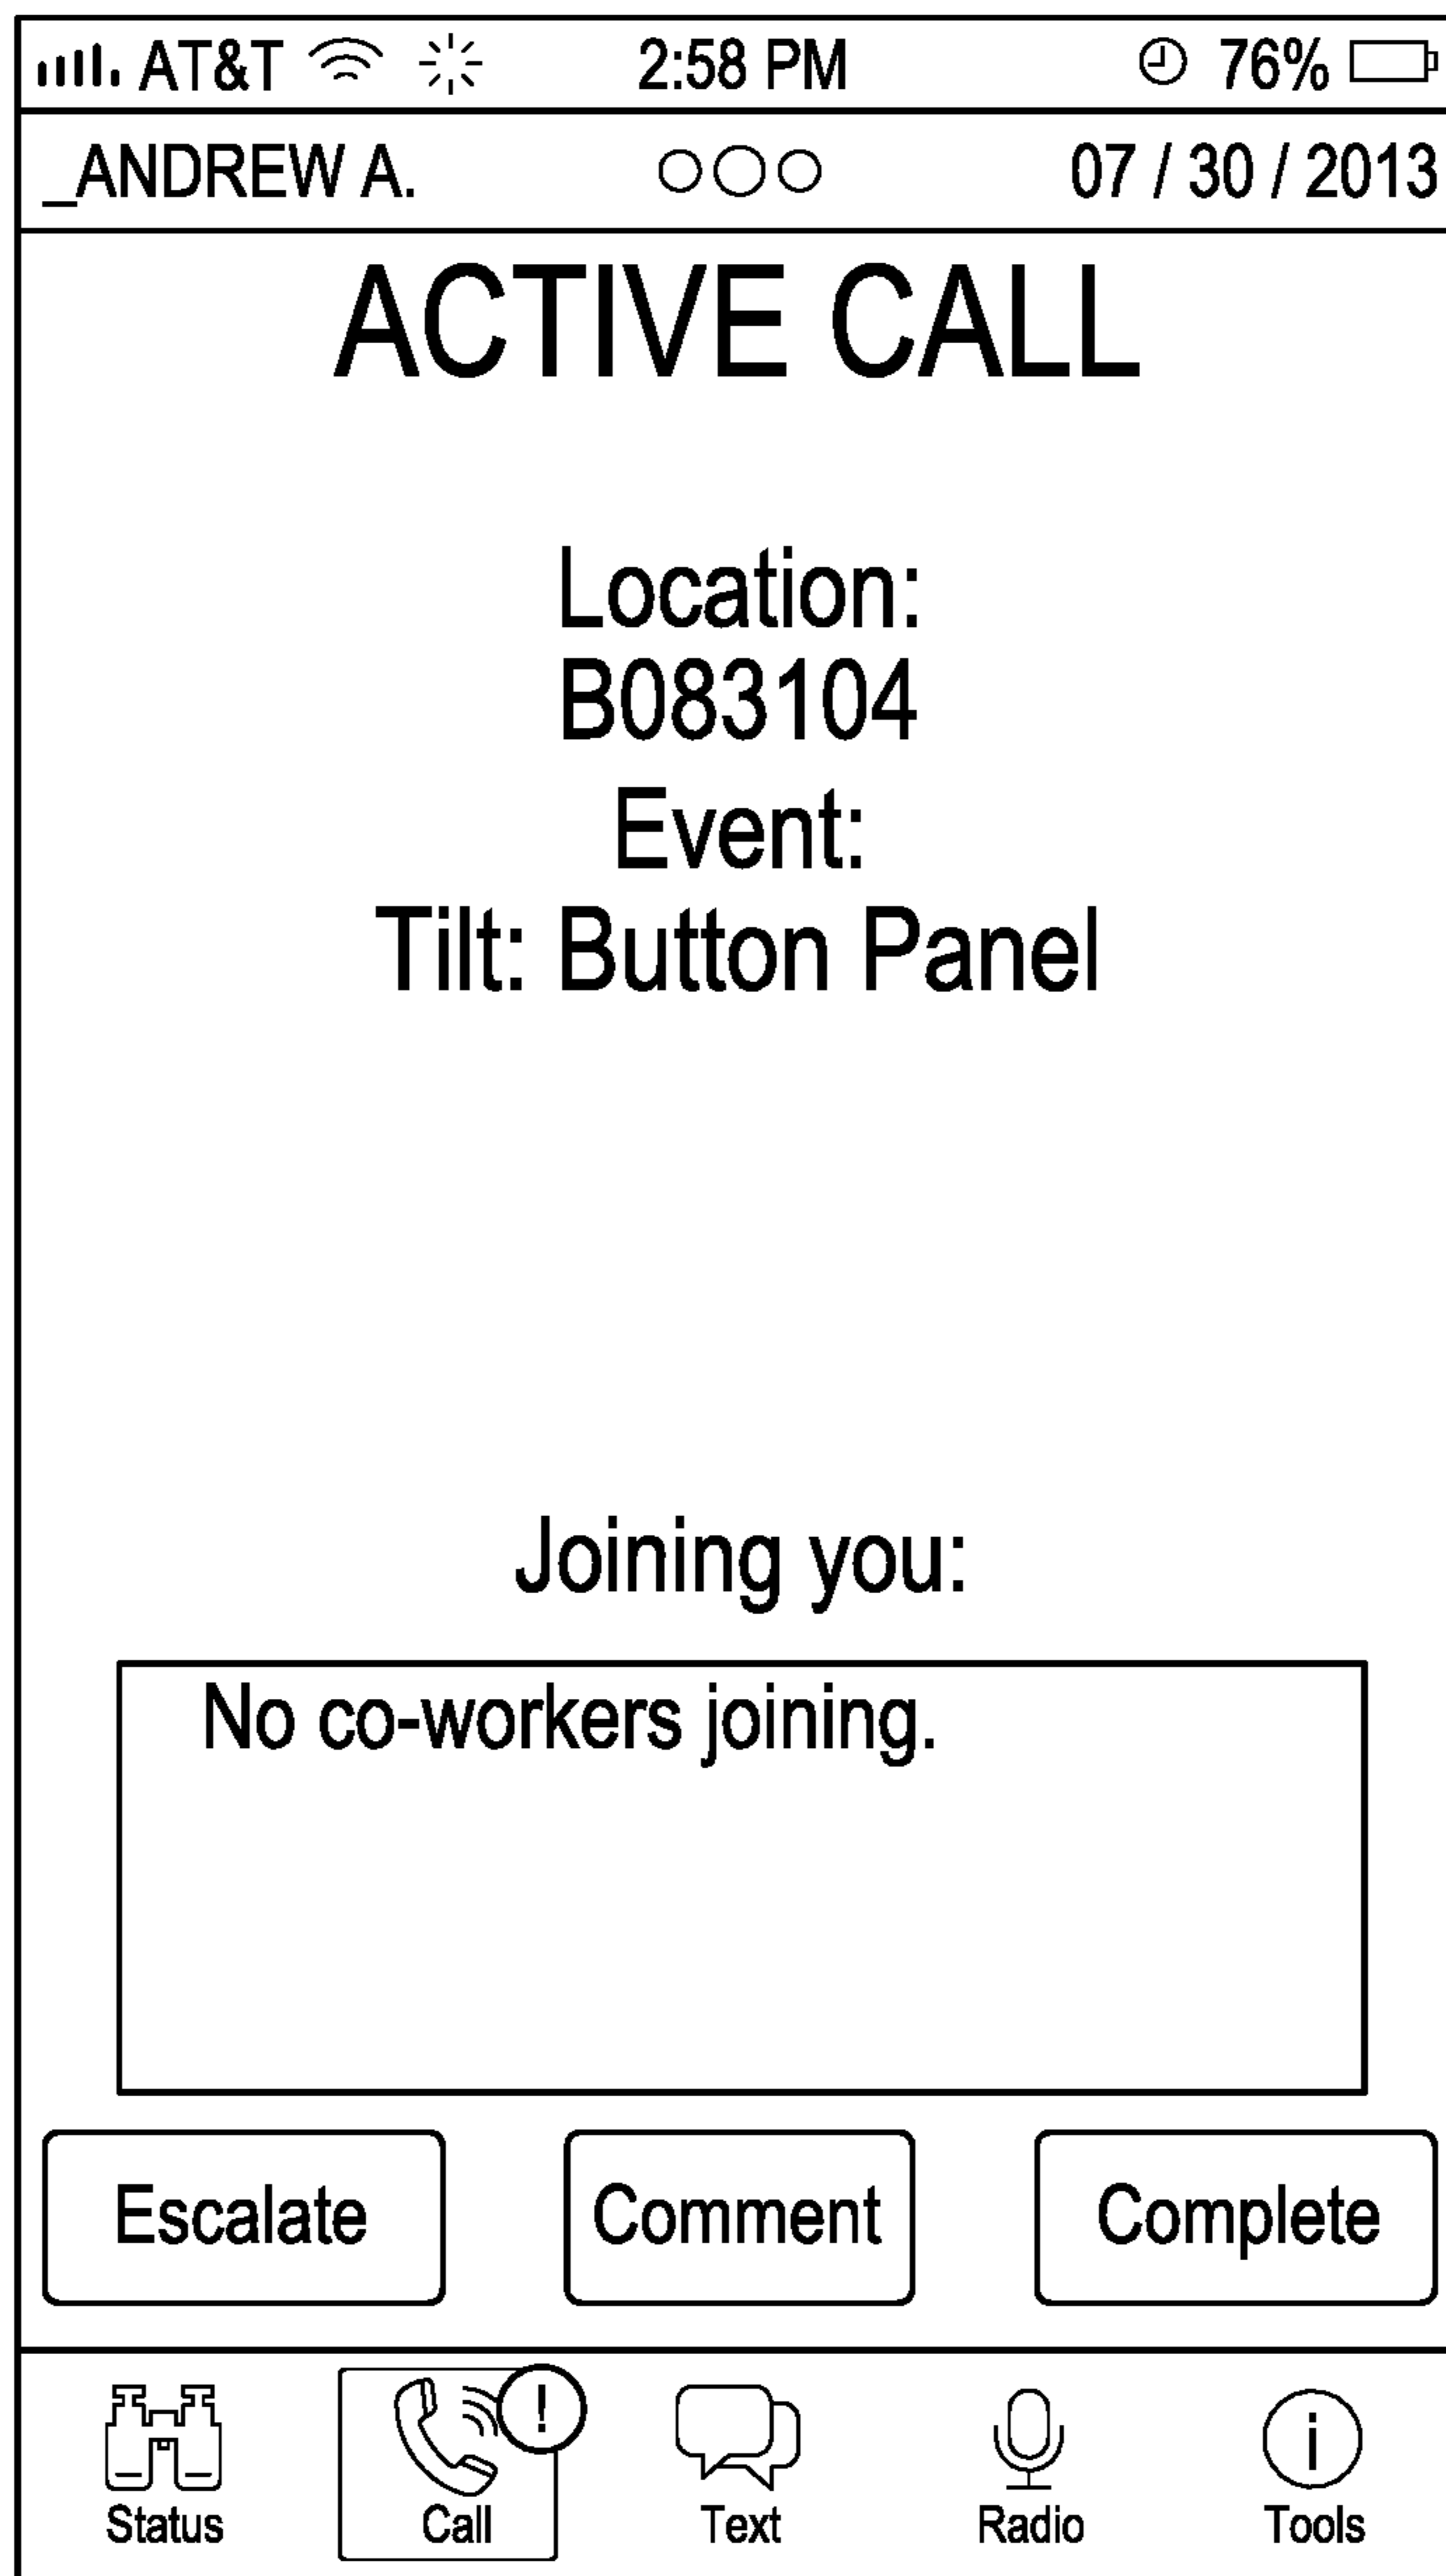 AT&T 2:58 PM 76%
_ANDREW A. 07 / 30 / 2013
ACTIVE CALL
Location:
B083104
Event:
Tilt: Button Panel
Joining you:
No co-workers joining.
Escalate Comment Complete
!
i
Status Call Text Radio Tools